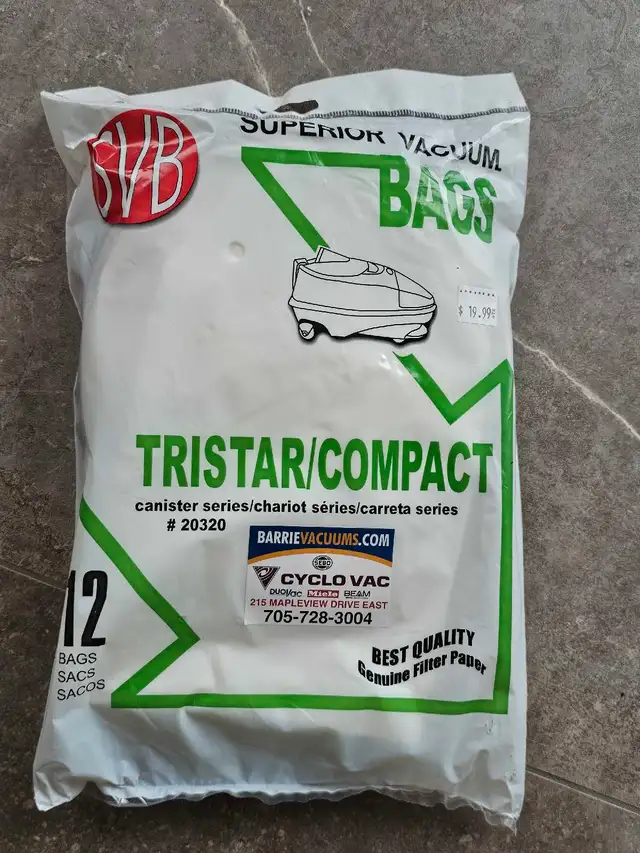 SVB
SUPERIOR VACUUM
BAGS
$ 19.99
TRISTAR/COMPACT
canister series/chariot séries/carreta series
# 20320
BARRIEVACUUMS.COM
SEBO
CYCLO VAC
DUOVAC Miele BEAM
215 MAPLEVIEW DRIVE EAST
705-728-3004
12
BAGS
SACS
SACOS
BEST QUALITY
Genuine Filter Paper